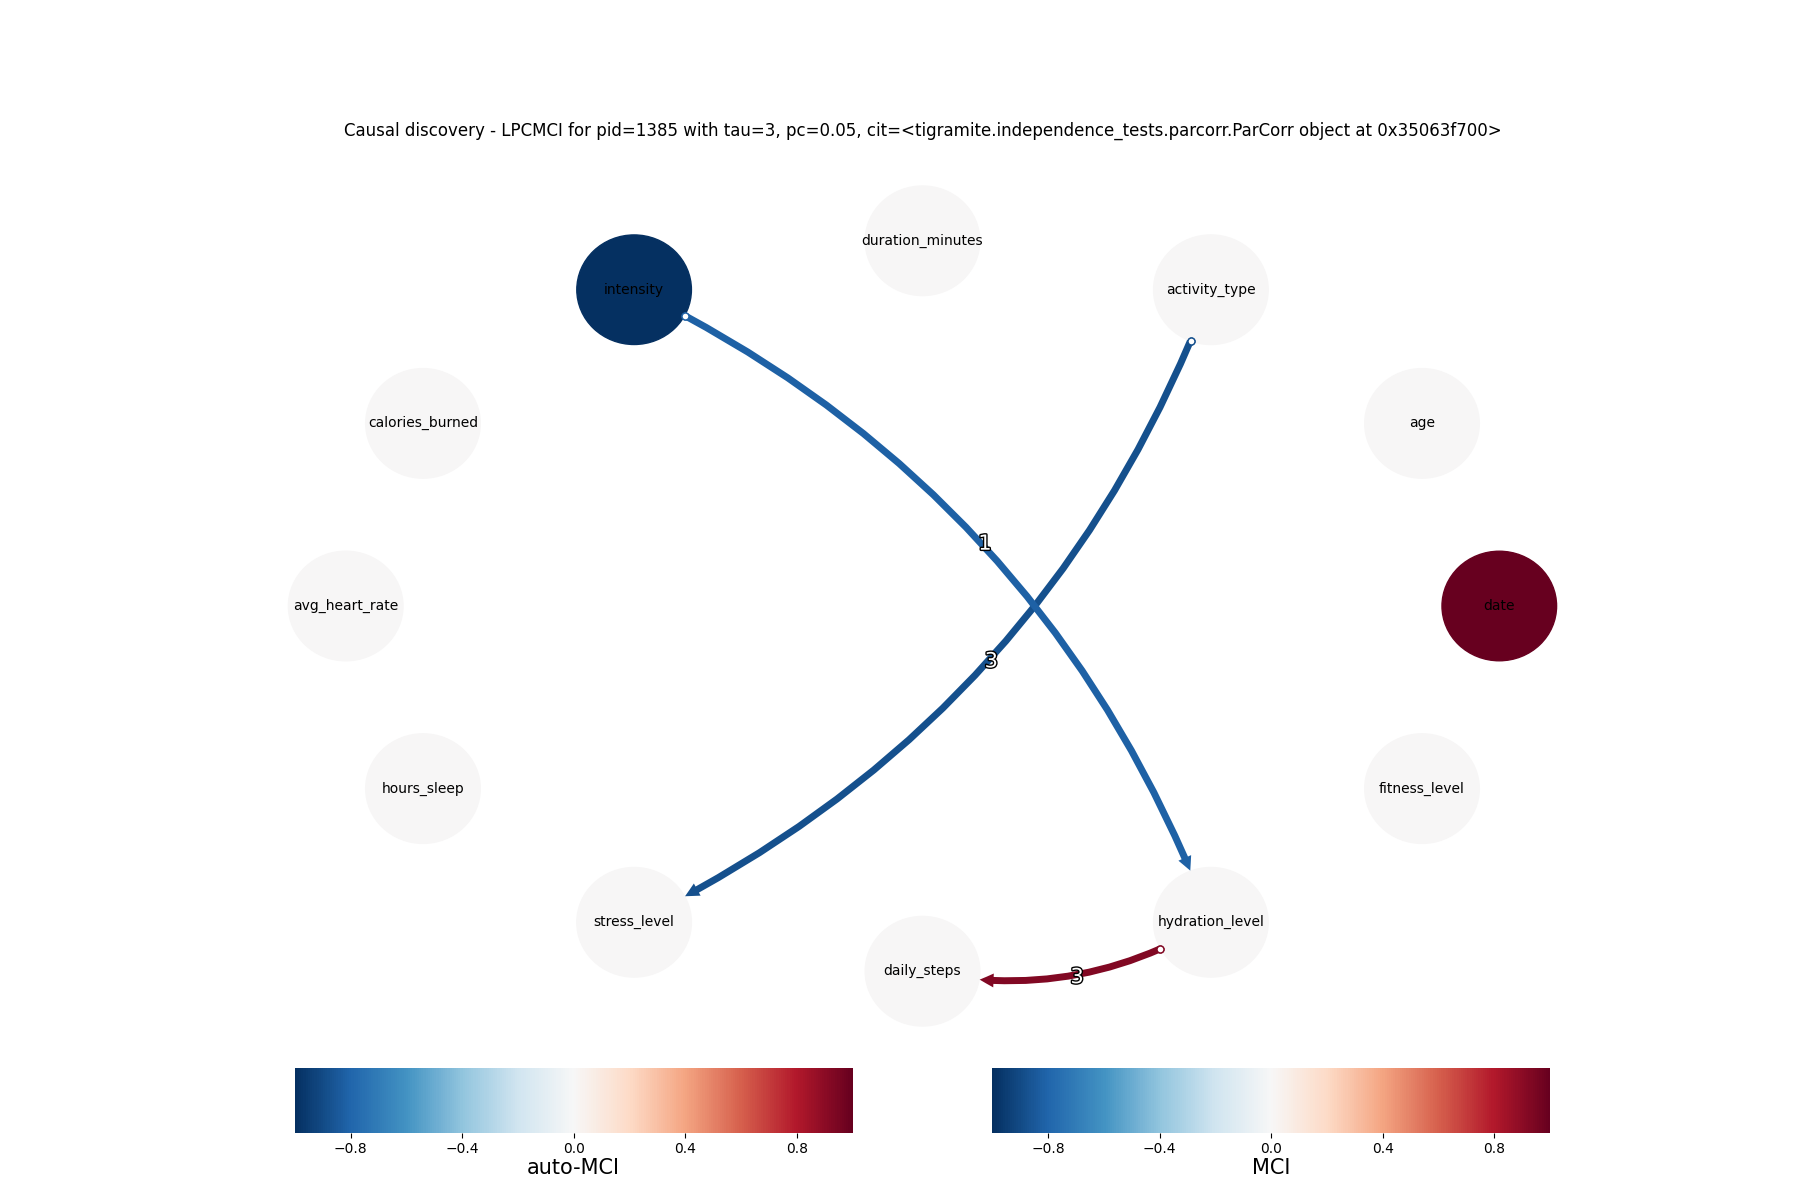 Causal discovery - LPCMCI for pid=1385 with tau=3, pc=0.05, cit=<tigramite.independence_tests.parcorr.ParCorr object at 0x35063f700>
duration_minutes
intensity
activity_type
calories_burned
age
1
avg_heart_rate
date
3
hours_sleep
fitness_level
stress_level
hydration_level
daily_steps
3
−0.8 −0.4 0.0 0.4 0.8
auto-MCI
−0.8 −0.4 0.0 0.4 0.8
MCI